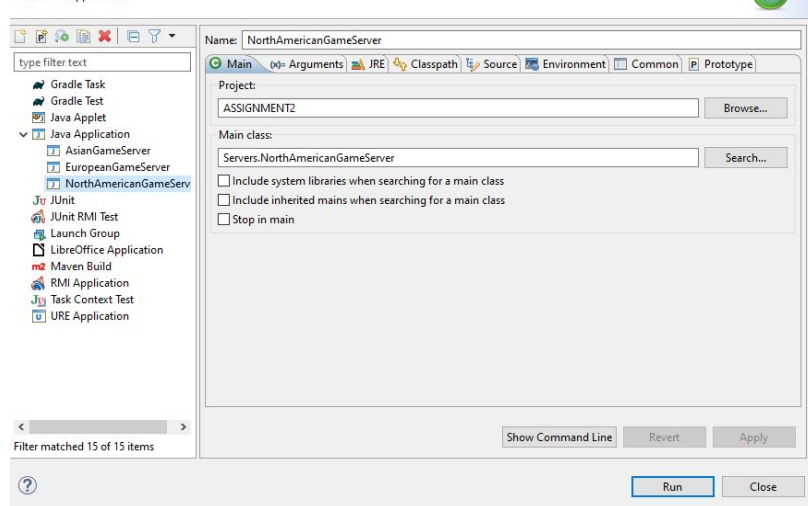 type filter text
Gradle Task
Gradle Test
Java Applet
Java Application
AsianGameServer
EuropeanGameServer
NorthAmericanGameServ
JUnit
JUnit RMI Test
Launch Group
LibreOffice Application
Maven Build
RMI Application
Task Context Test
URE Application
Filter matched 15 of 15 items
Name: NorthAmericanGameServer
Main (x)= Arguments JRE Classpath Source Environment Common P Prototype
Project:
ASSIGNMENT2 Browse...
Main class:
Servers.NorthAmericanGameServer Search...
Include system libraries when searching for a main class
Include inherited mains when searching for a main class
Stop in main
Show Command Line Revert Apply
Run Close